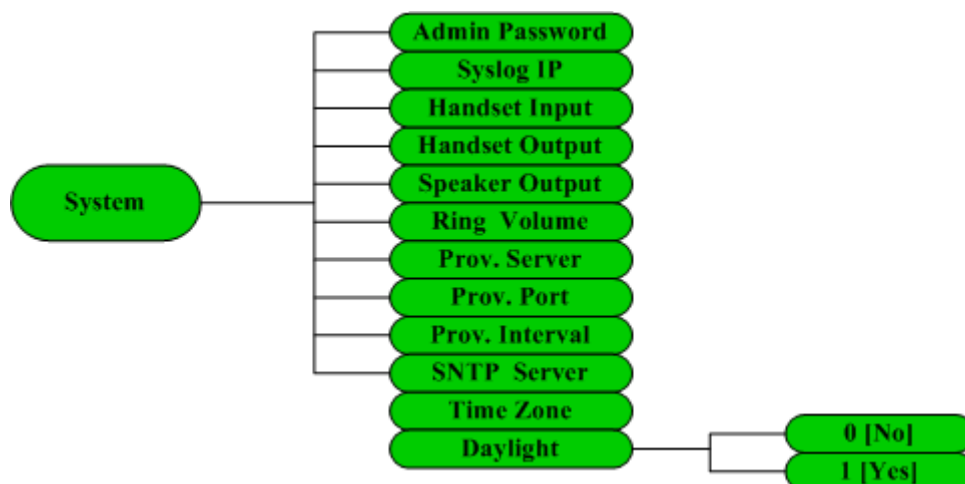 System
Admin Password
Syslog IP
Handset Input
Handset Output
Speaker Output
Ring Volume
Prov. Server
Prov. Port
Prov. Interval
SNTP Server
Time Zone
Daylight
0 [No]
1 [Yes]